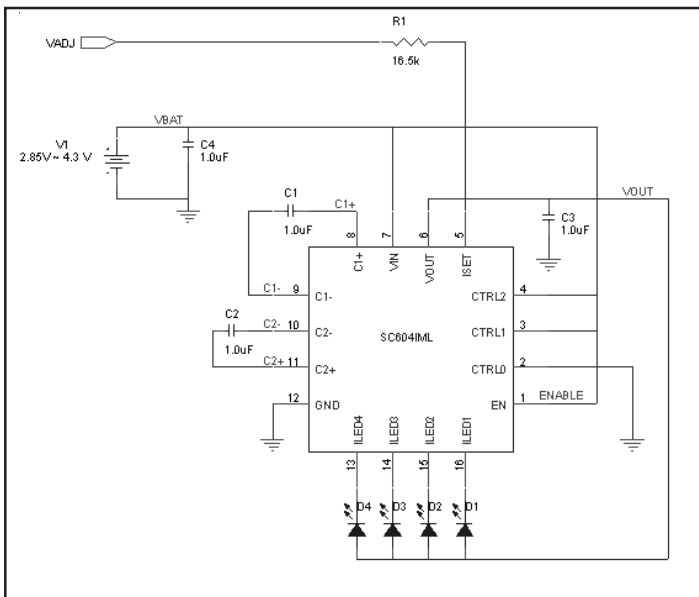 R1
VADJ
16.5k
VBAT
V1
2.85V ~ 4.3 V
C4
1.0uF
C1
C1+
1.0uF
VOUT
C3
1.0uF
8
7
6
5
C1+
VIN
VOUT
ISET
C1-
9
C1-
CTRL2
4
C2
C2-
10
C2-
SC604IML
CTRL1
3
1.0uF
C2+
11
C2+
CTRL0
2
12
GND
EN
1
ENABLE
ILED4
ILED3
ILED2
ILED1
13
14
15
16
D4
D3
D2
D1